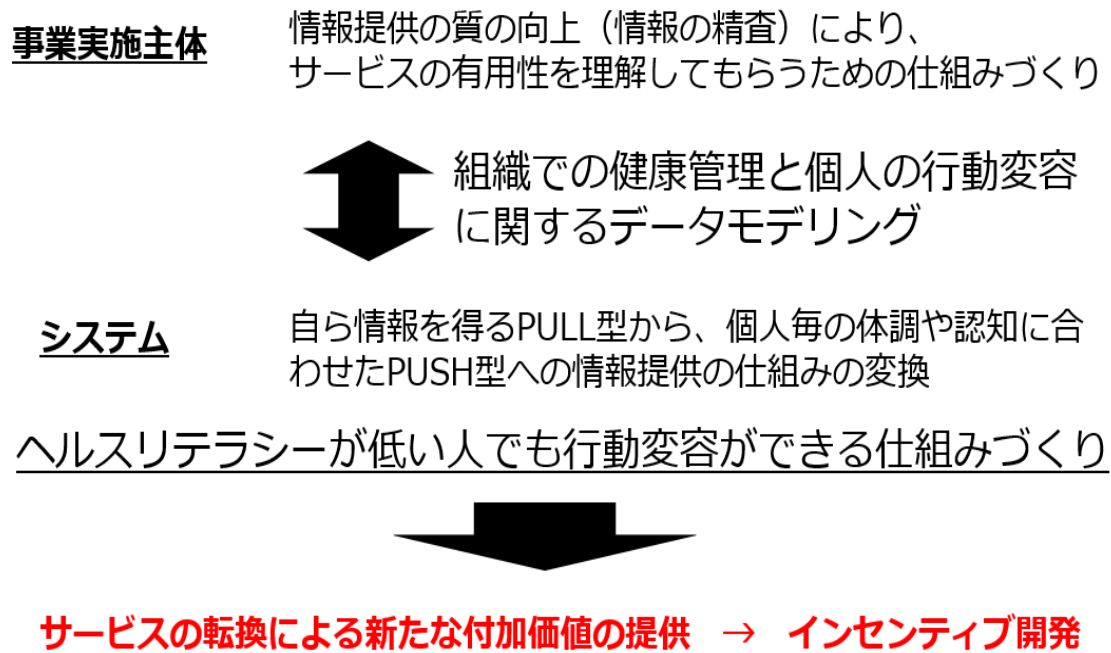 事業実施主体
情報提供の質の向上（情報の精査）により、
サービスの有用性を理解してもらうための仕組みづくり
組織での健康管理と個人の行動変容
に関するデータモデリング
システム
自ら情報を得るPULL型から、個人毎の体調や認知に合
わせたPUSH型への情報提供の仕組みの変換
ヘルスリテラシーが低い人でも行動変容ができる仕組みづくり
サービスの転換による新たな付加価値の提供　→　インセンティブ開発